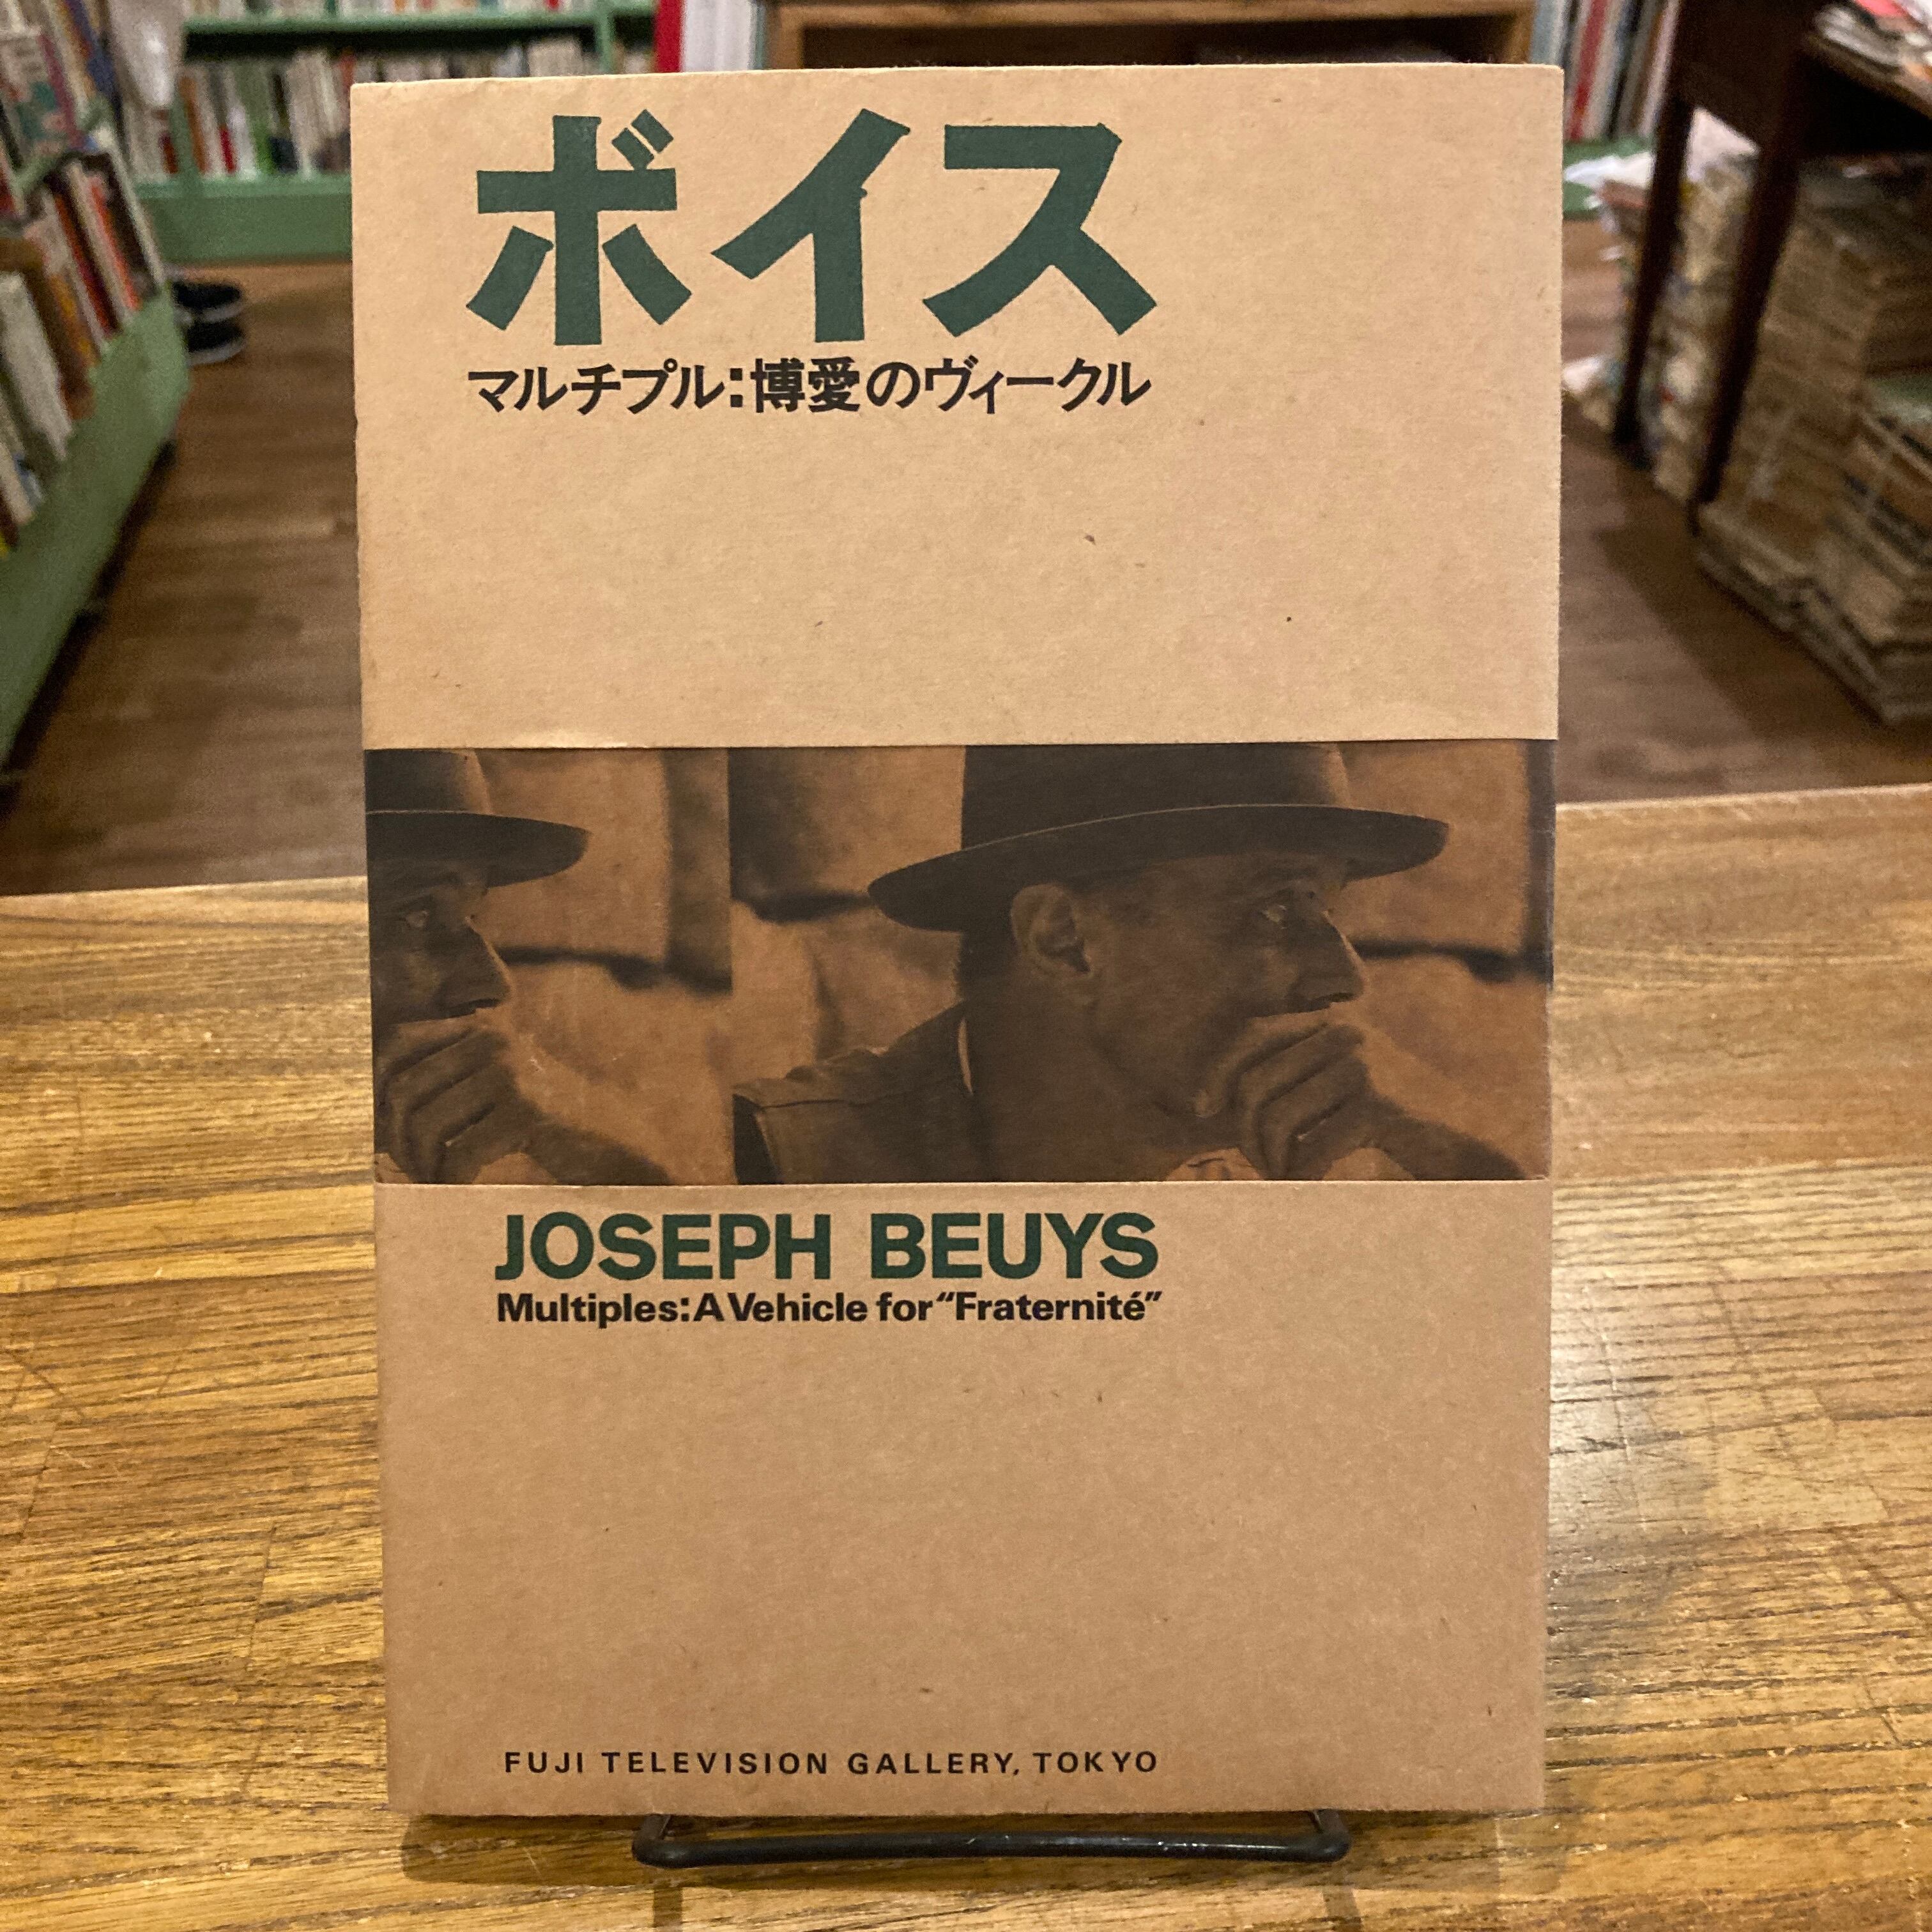 ボイス
マルチプル:博愛のヴィークル
JOSEPH BEUYS
Multiples: A Vehicle for “Fraternité”
FUJI TELEVISION GALLERY, TOKYO